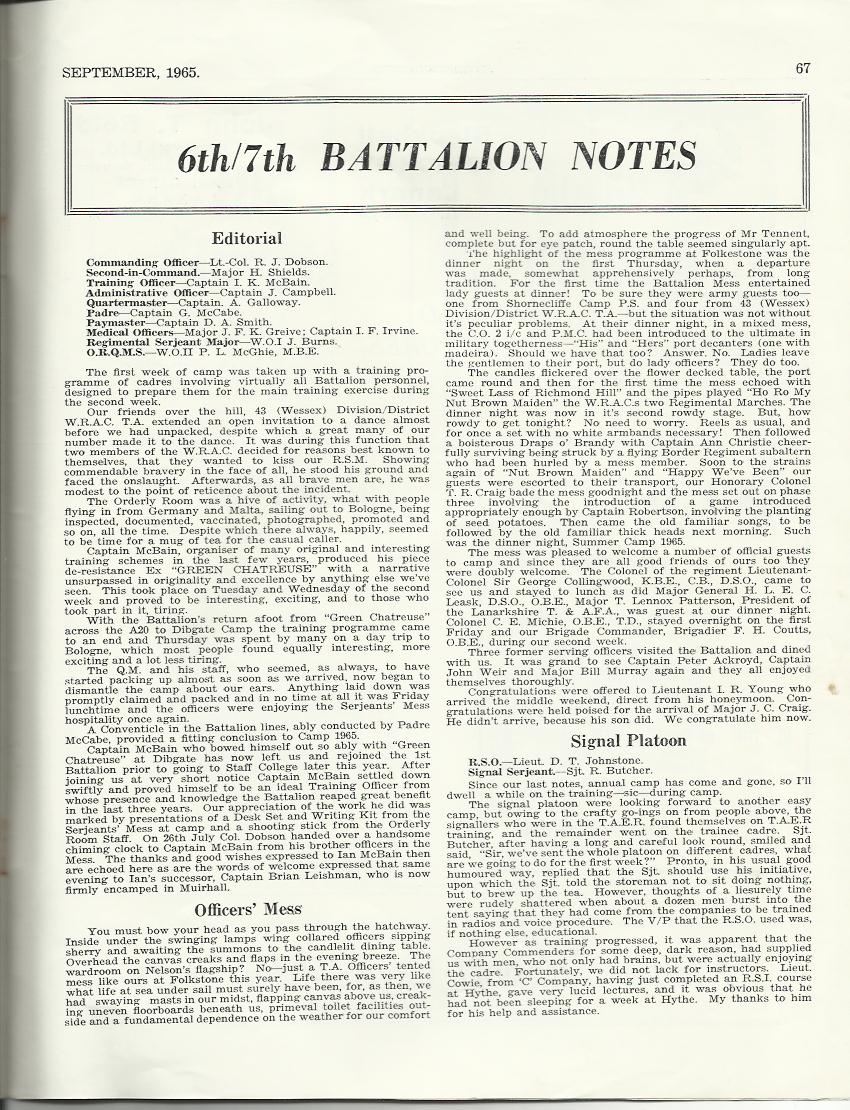 SEPTEMBER, 1965.
67
6th/7th BATTALION NOTES
Editorial
Commanding Officer—Lt.-Col. R. J. Dobson.
Second-in-Command.—Major H. Shields.
Training Officer—Captain I. K. McBain.
Administrative Officer—Captain J. Campbell.
Quartermaster—Captain. A. Galloway.
Padre—Captain G. McCabe.
Paymaster—Captain D. A. Smith.
Medical Officers—Major J. F. K. Greive; Captain I. F. Irvine.
Regimental Serjeant Major—W.O.I J. Burns.
O.R.Q.M.S.—W.O.II P. L. McGhie, M.B.E.
The first week of camp was taken up with a training pro-
gramme of cadres involving virtually all Battalion personnel,
designed to prepare them for the main training exercise during
the second week.
Our friends over the hill, 43 (Wessex) Division/District
W.R.A.C. T.A. extended an open invitation to a dance almost
before we had unpacked, despite which a great many of our
number made it to the dance. It was during this function that
two members of the W.R.A.C. decided for reasons best known to
themselves, that they wanted to kiss our R.S.M. Showing
commendable bravery in the face of all, he stood his ground and
faced the onslaught. Afterwards, as all brave men are, he was
modest to the point of reticence about the incident.
The Orderly Room was a hive of activity, what with people
flying in from Germany and Malta, sailing out to Bologne, being
inspected, documented, vaccinated, photographed, promoted and
so on, all the time. Despite which there always, happily, seemed
to be time for a mug of tea for the casual caller.
Captain McBain, organiser of many original and interesting
training schemes in the last few years, produced his piece
de-resistance Ex "GREEN CHATREUSE" with a narrative
unsurpassed in originality and excellence by anything else we've
seen. This took place on Tuesday and Wednesday of the second
week and proved to be interesting, exciting, and to those who
took part in it, tiring.
With the Battalion's return afoot from "Green Chatreuse"
across the A20 to Dibgate Camp the training programme came
to an end and Thursday was spent by many on a day trip to
Bologne, which most people found equally interesting, more
exciting and a lot less tiring.
The Q.M. and his staff, who seemed, as always, to have
started packing up almost as soon as we arrived, now began to
dismantle the camp about our ears. Anything laid down was
promptly claimed and packed and in no time at all it was Friday
lunchtime and the officers were enjoying the Serjeants' Mess
hospitality once again.
A Conventicle in the Battalion lines, ably conducted by Padre
McCabe, provided a fitting conclusion to Camp 1965.
Captain McBain who bowed himself out so ably with "Green
Chatreuse" at Dibgate has now left us and rejoined the 1st
Battalion prior to going to Staff College later this year. After
joining us at very short notice Captain McBain settled down
swiftly and proved himself to be an ideal Training Officer from
whose presence and knowledge the Battalion reaped great benefit
in the last three years. Our appreciation of the work he did was
marked by presentations of a Desk Set and Writing Kit from the
Serjeants' Mess at camp and a shooting stick from the Orderly
Room Staff. On 26th July Col. Dobson handed over a handsome
chiming clock to Captain McBain from his brother officers in the
Mess. The thanks and good wishes expressed to Ian McBain then
are echoed here as are the words of welcome expressed that same
evening to Ian's successor, Captain Brian Leishman, who is now
firmly encamped in Muirhall.
Officers' Mess
You must bow your head as you pass through the hatchway.
Inside under the swinging lamps wing collared officers sipping
sherry and awaiting the summons to the candlelit dining table.
Overhead the canvas creaks and flaps in the evening breeze. The
wardroom on Nelson's flagship? No—just a T.A. Officers' tented
mess like ours at Folkstone this year. Life there was very like
what life at sea under sail must surely have been, for, as then, we
had swaying masts in our midst, flapping canvas above us, creak-
ing uneven floorboards beneath us, primeval toilet facilities out-
side and a fundamental dependence on the weather for our comfort
and well being. To add atmosphere the progress of Mr Tennent,
complete but for eye patch, round the table seemed singularly apt.
The highlight of the mess programme at Folkestone was the
dinner night on the first Thursday, when a departure
was made, somewhat apprehensively perhaps, from long
tradition. For the first time the Battalion Mess entertained
lady guests at dinner! To be sure they were army guests too—
one from Shorncliffe Camp P.S. and four from 43 (Wessex)
Division/District W.R.A.C. T.A.—but the situation was not without
it's peculiar problems. At their dinner night, in a mixed mess,
the C.O. 2 i/c and P.M.C. had been introduced to the ultimate in
military togetherness—"His" and "Hers" port decanters (one with
madeira). Should we have that too? Answer. No. Ladies leave
the gentlemen to their port, but do lady officers? They do too.
The candles flickered over the flower decked table, the port
came round and then for the first time the mess echoed with
"Sweet Lass of Richmond Hill" and the pipes played "Ho Ro My
Nut Brown Maiden" the W.R.A.C.s two Regimental Marches. The
dinner night was now in it's second rowdy stage. But, how
rowdy to get tonight? No need to worry. Reels as usual, and
for once a set with no white armbands necessary! Then followed
a boisterous Draps o' Brandy with Captain Ann Christie cheer-
fully surviving being struck by a flying Border Regiment subaltern
who had been hurled by a mess member. Soon to the strains
again of "Nut Brown Maiden" and "Happy We've Been" our
guests were escorted to their transport, our Honorary Colonel
T. R. Craig bade the mess goodnight and the mess set out on phase
three involving the introduction of a game introduced
appropriately enough by Captain Robertson, involving the planting
of seed potatoes. Then came the old familiar songs, to be
followed by the old familiar thick heads next morning. Such
was the dinner night, Summer Camp 1965.
The mess was pleased to welcome a number of official guests
to camp and since they are all good friends of ours too they
were doubly welcome. The Colonel of the regiment Lieutenant-
Colonel Sir George Collingwood, K.B.E., C.B., D.S.O., came to
see us and stayed to lunch as did Major General H. L. E. C.
Leask, D.S.O., O.B.E., Major T. Lennox Patterson, President of
the Lanarkshire T. & A.F.A., was guest at our dinner night.
Colonel C. E. Michie, O.B.E., T.D., stayed overnight on the first
Friday and our Brigade Commander, Brigadier F. H. Coutts,
O.B.E., during our second week.
Three former serving officers visited the Battalion and dined
with us. It was grand to see Captain Peter Ackroyd, Captain
John Weir and Major Bill Murray again and they all enjoyed
themselves thoroughly.
Congratulations were offered to Lieutenant I. R. Young who
arrived the middle weekend, direct from his honeymoon. Con-
gratulations were held poised for the arrival of Major J. C. Craig.
He didn't arrive, because his son did. We congratulate him now.
Signal Platoon
R.S.O.—Lieut. D. T. Johnstone.
Signal Serjeant.—Sjt. R. Butcher.
Since our last notes, annual camp has come and gone, so I'll
dwell a while on the training—sic—during camp.
The signal platoon were looking forward to another easy
camp, but owing to the crafty go-ings on from people above, the
signallers who were in the T.A.E.R. found themselves on T.A.E.R
training, and the remainder went on the trainee cadre. Sjt.
Butcher, after having a long and careful look round, smiled and
said, "Sir, we've sent the whole platoon on different cadres, what
are we going to do for the first week?" Pronto, in his usual good
humoured way, replied that the Sjt. should use his initiative,
upon which the Sjt. told the storeman not to sit doing nothing,
but to brew up the tea. However, thoughts of a liesurely time
were rudely shattered when about a dozen men burst into the
tent saying that they had come from the companies to be trained
in radios and voice procedure. The V/P that the R.S.O. used was,
if nothing else, educational.
However as training progressed, it was apparent that the
Company Commenders for some deep, dark reason, had supplied
us with men, who not only had brains, but were actually enjoying
the cadre. Fortunately, we did not lack for instructors. Lieut.
Cowie, from 'C' Company, having just completed an R.S.I. course
at Hythe, gave very lucid lectures, and it was obvious that he
had not been sleeping for a week at Hythe. My thanks to him
for his help and assistance.